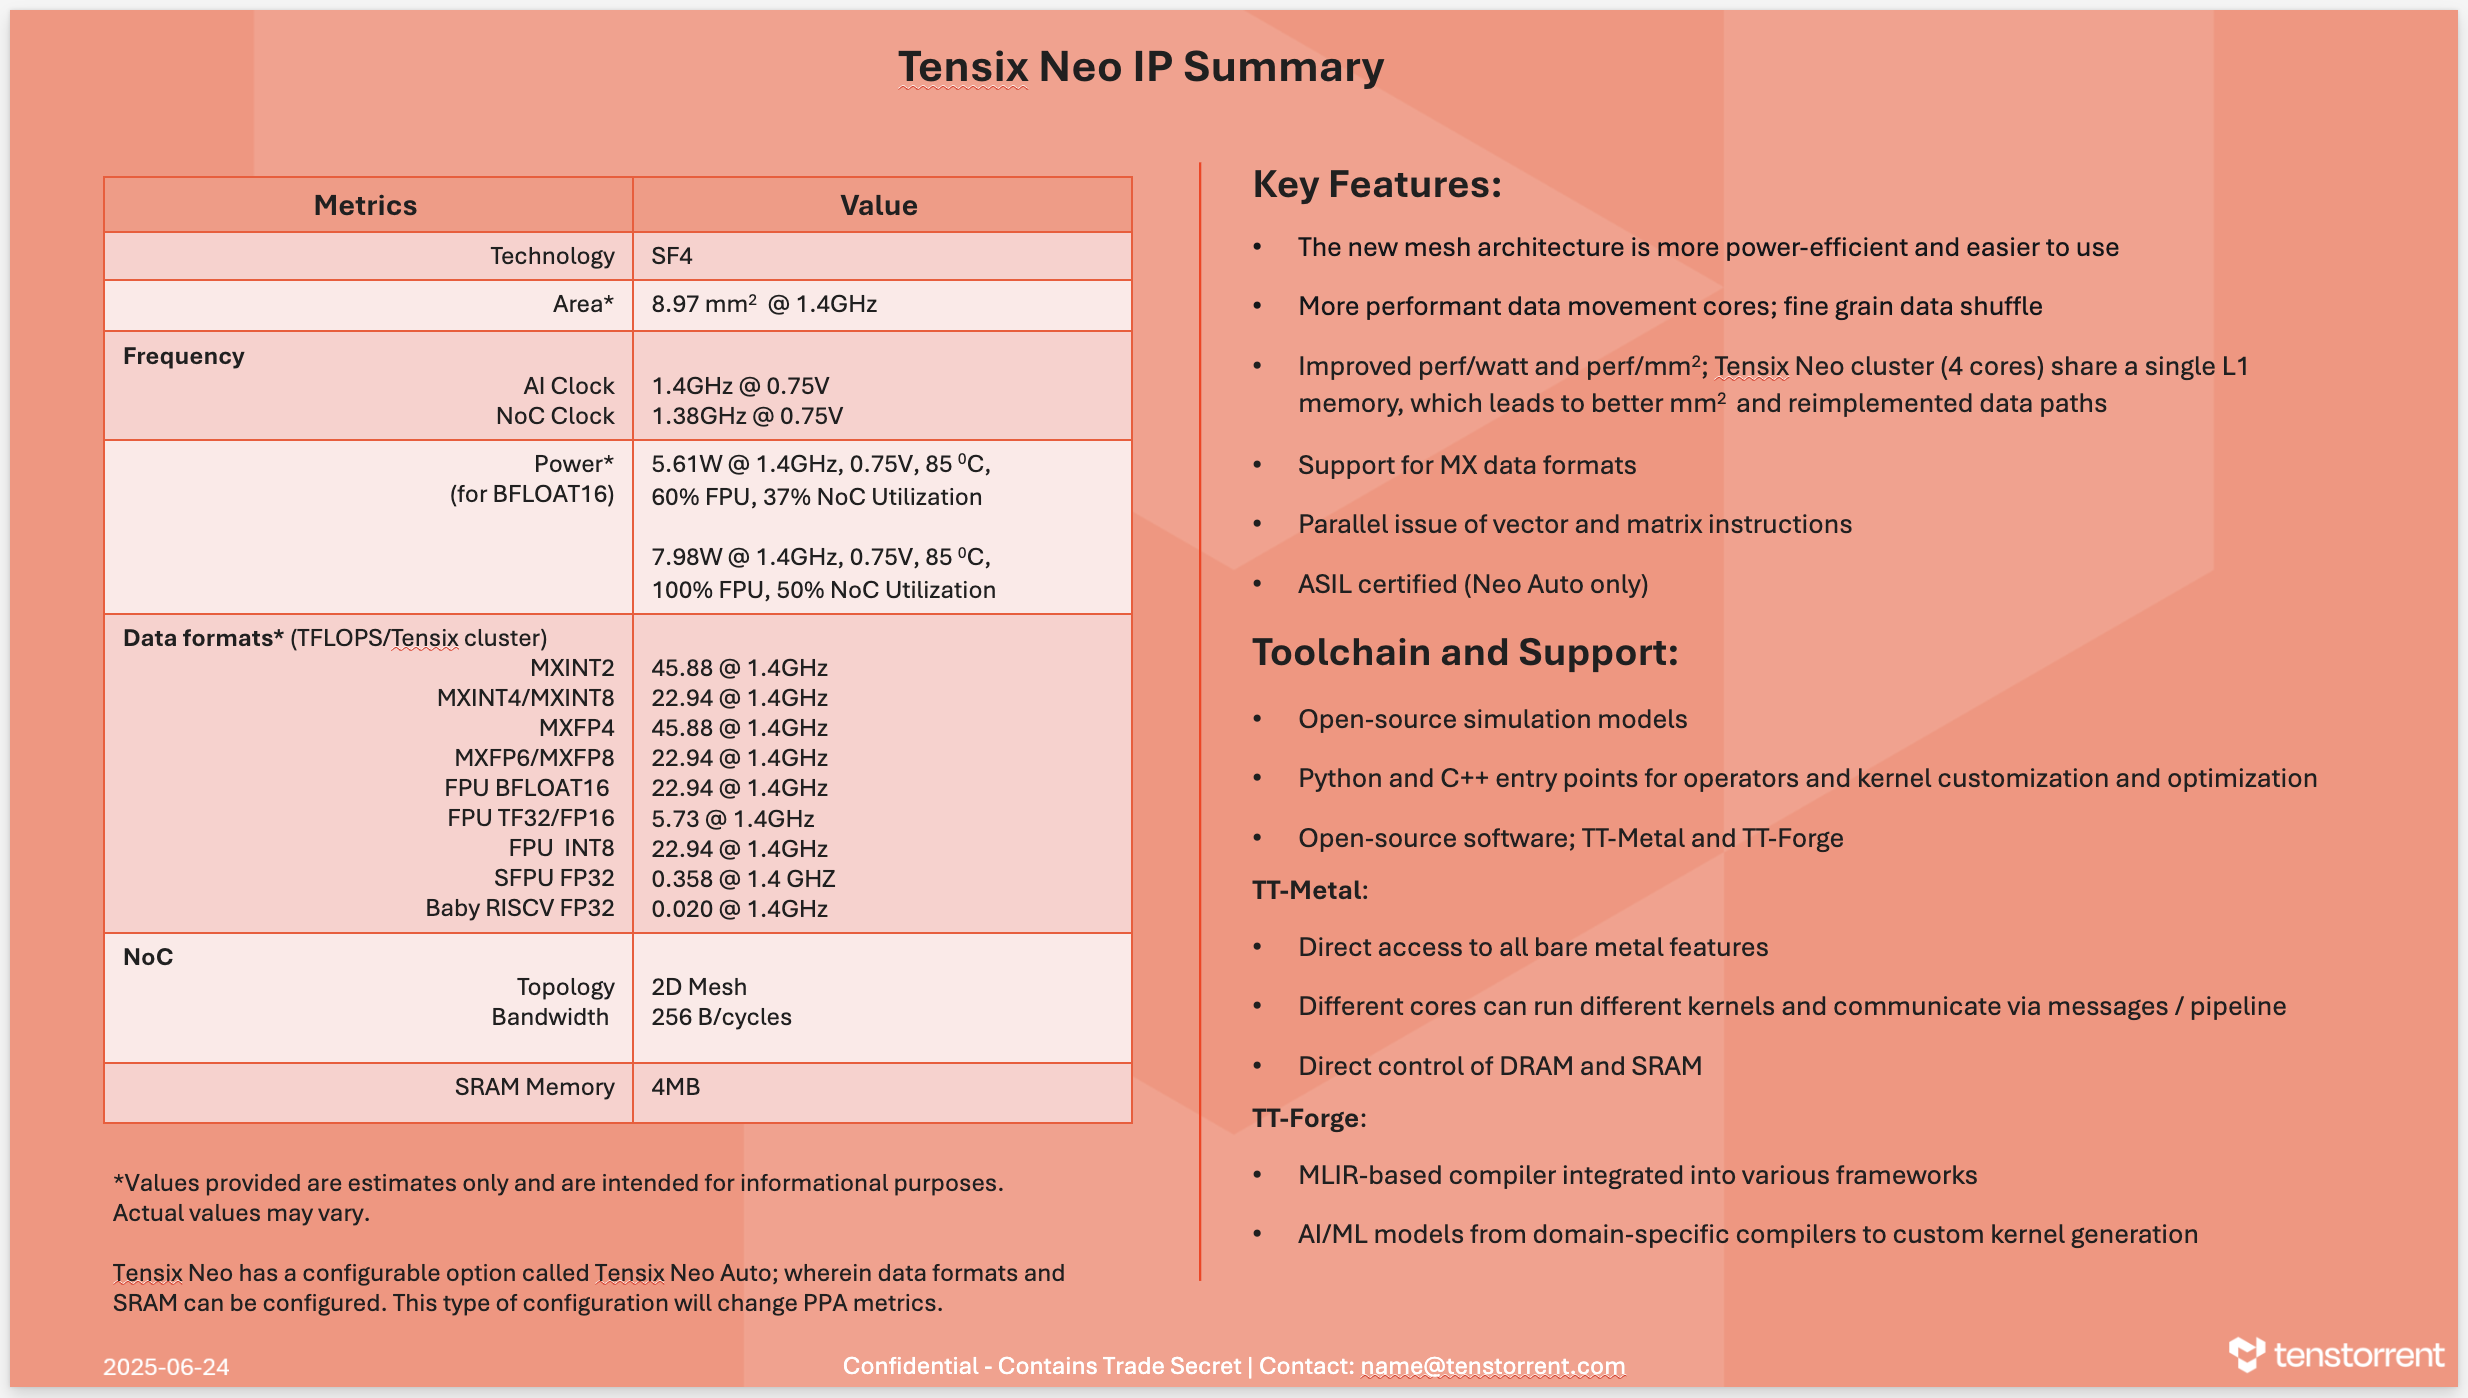 Tensix Neo IP Summary
Metrics Value
Technology SF4
Area* 8.97 mm² @ 1.4GHz
Frequency
AI Clock 1.4GHz @ 0.75V
NoC Clock 1.38GHz @ 0.75V
Power* 5.61W @ 1.4GHz, 0.75V, 85 ⁰C,
(for BFLOAT16) 60% FPU, 37% NoC Utilization
7.98W @ 1.4GHz, 0.75V, 85 ⁰C,
100% FPU, 50% NoC Utilization
Data formats* (TFLOPS/Tensix cluster)
MXINT2 45.88 @ 1.4GHz
MXINT4/MXINT8 22.94 @ 1.4GHz
MXFP4 45.88 @ 1.4GHz
MXFP6/MXFP8 22.94 @ 1.4GHz
FPU BFLOAT16 22.94 @ 1.4GHz
FPU TF32/FP16 5.73 @ 1.4GHz
FPU INT8 22.94 @ 1.4GHz
SFPU FP32 0.358 @ 1.4 GHZ
Baby RISCV FP32 0.020 @ 1.4GHz
NoC
Topology 2D Mesh
Bandwidth 256 B/cycles
SRAM Memory 4MB
*Values provided are estimates only and are intended for informational purposes.
Actual values may vary.
Tensix Neo has a configurable option called Tensix Neo Auto; wherein data formats and
SRAM can be configured. This type of configuration will change PPA metrics.
Key Features:
• The new mesh architecture is more power-efficient and easier to use
• More performant data movement cores; fine grain data shuffle
• Improved perf/watt and perf/mm²; Tensix Neo cluster (4 cores) share a single L1
memory, which leads to better mm² and reimplemented data paths
• Support for MX data formats
• Parallel issue of vector and matrix instructions
• ASIL certified (Neo Auto only)
Toolchain and Support:
• Open-source simulation models
• Python and C++ entry points for operators and kernel customization and optimization
• Open-source software; TT-Metal and TT-Forge
TT-Metal:
• Direct access to all bare metal features
• Different cores can run different kernels and communicate via messages / pipeline
• Direct control of DRAM and SRAM
TT-Forge:
• MLIR-based compiler integrated into various frameworks
• AI/ML models from domain-specific compilers to custom kernel generation
2025-06-24
Confidential - Contains Trade Secret | Contact: name@tenstorrent.com
tenstorrent